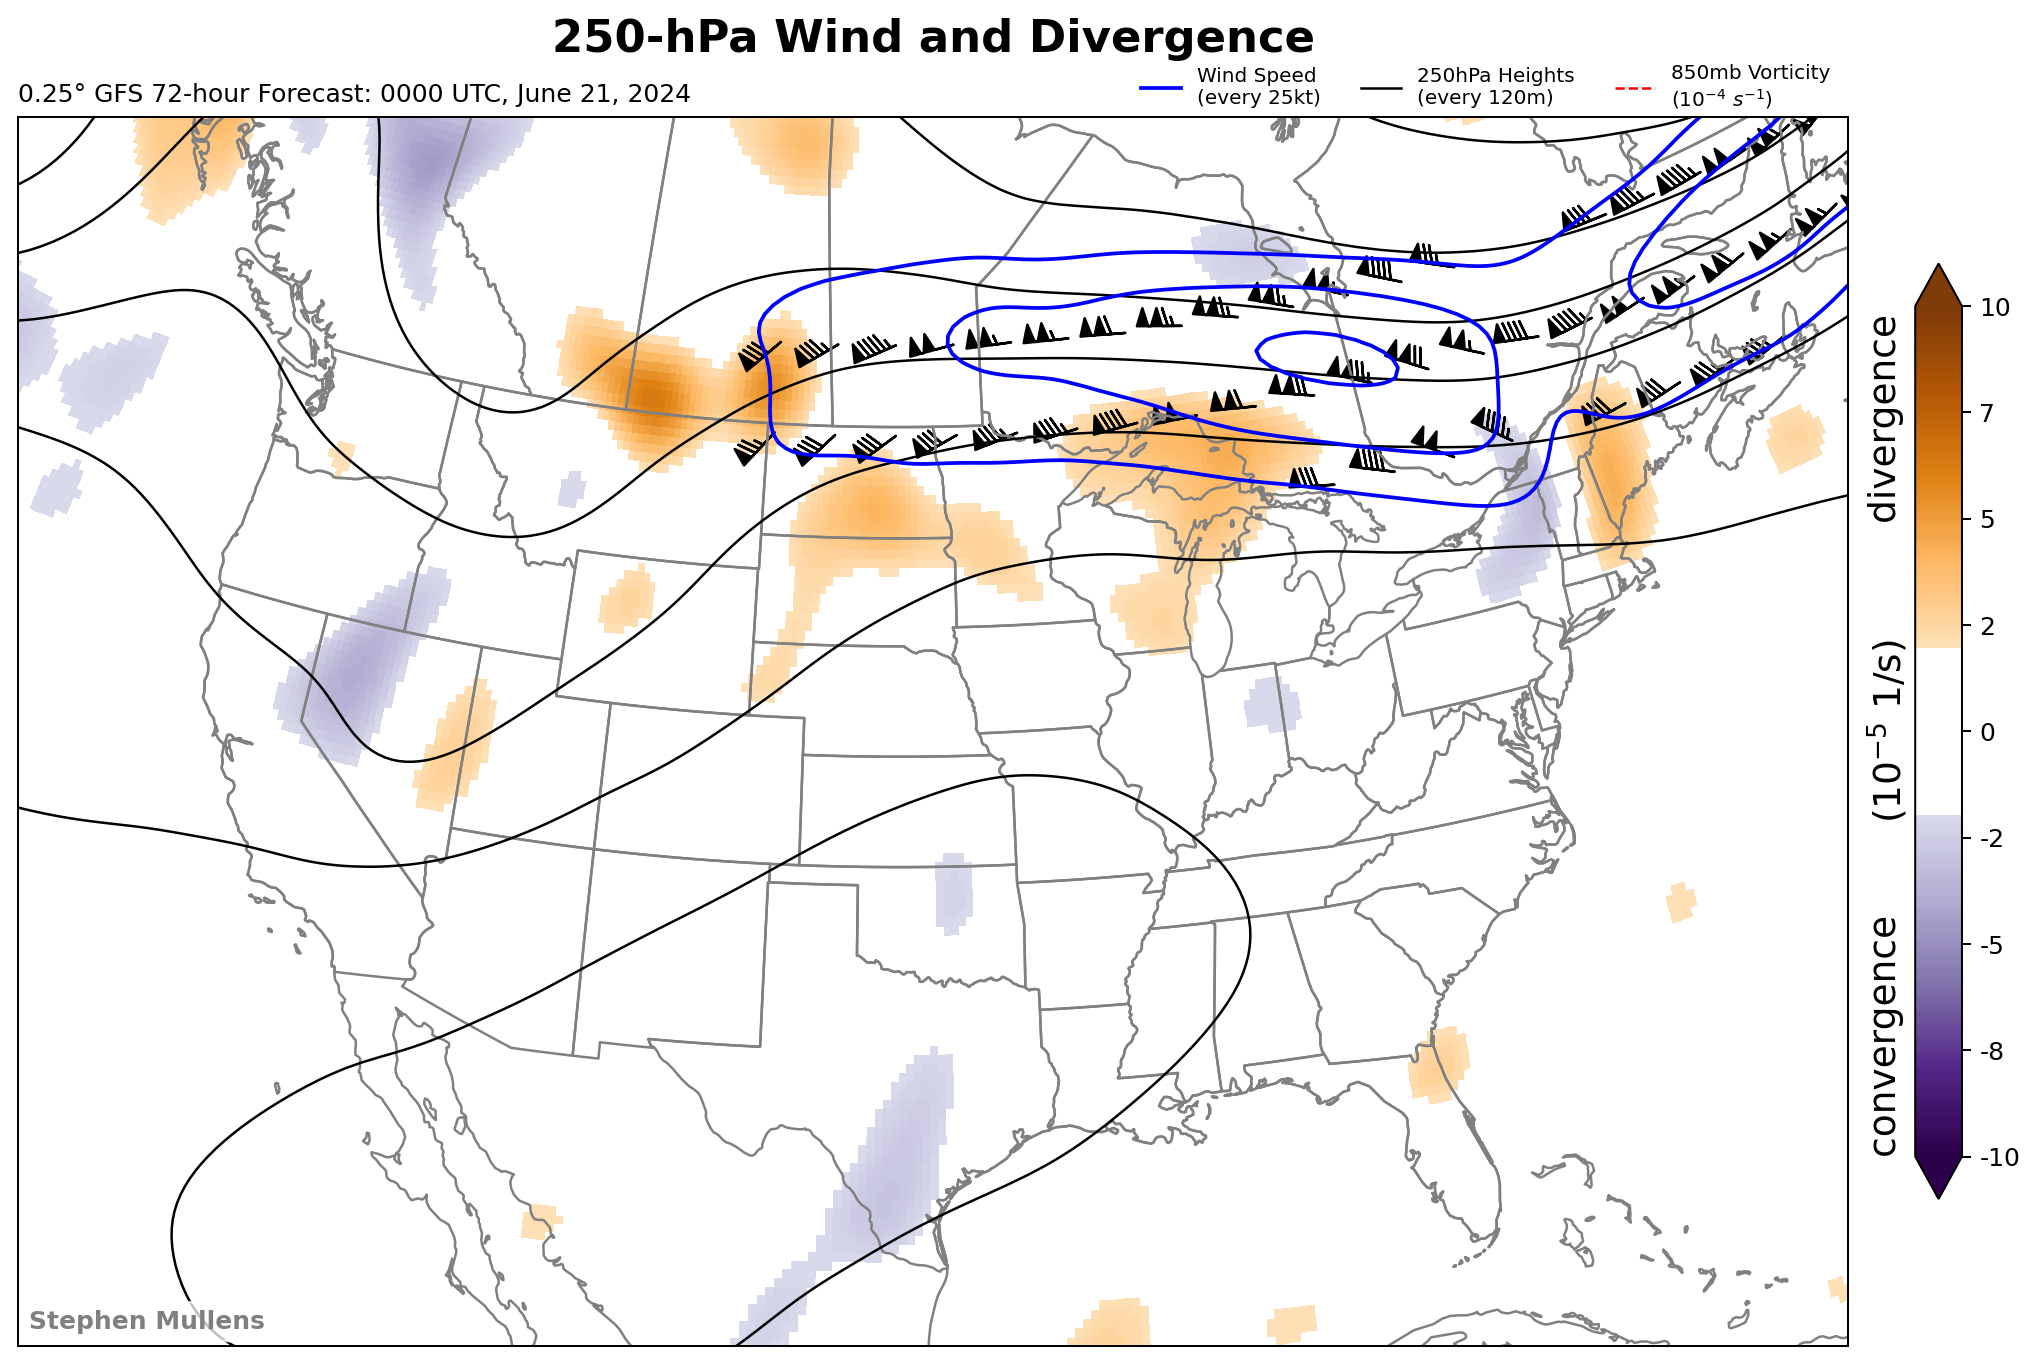 250-hPa Wind and Divergence
0.25° GFS 72-hour Forecast: 0000 UTC, June 21, 2024
Wind Speed
(every 25kt)
250hPa Heights
(every 120m)
850mb Vorticity
(10⁻⁴ s⁻¹)
10
7
5
2
0
-2
-5
-8
-10
convergence (10⁻⁵ 1/s) divergence
Stephen Mullens